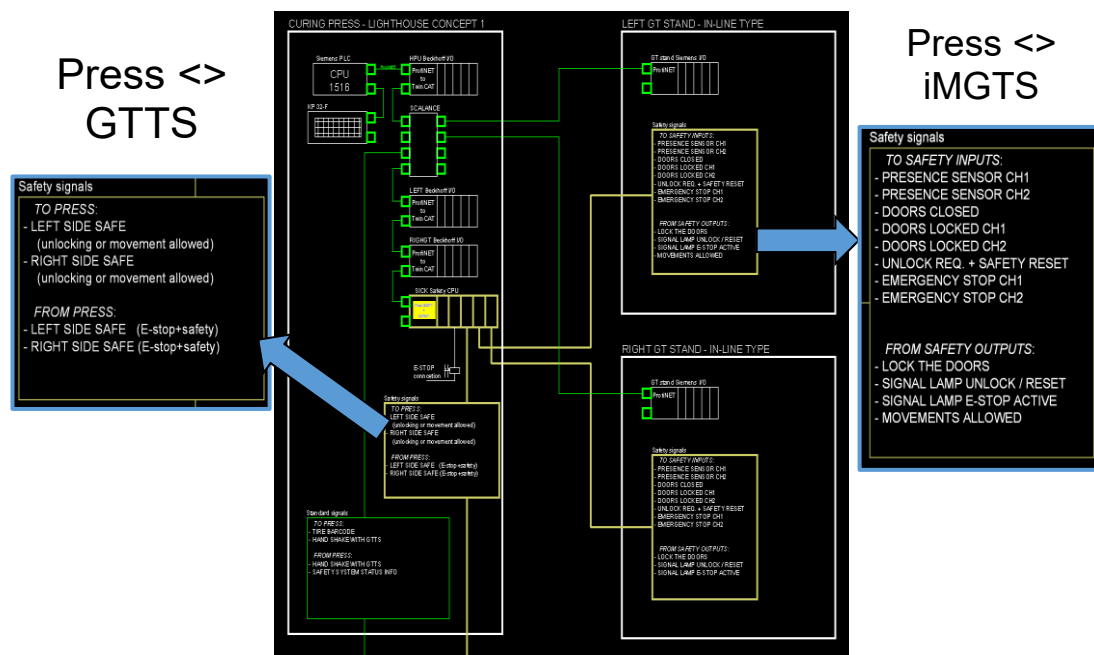 Press <>
GTTS
Safety signals
TO PRESS:
- LEFT SIDE SAFE
(unlocking or movement allowed)
- RIGHT SIDE SAFE
(unlocking or movement allowed)
FROM PRESS:
- LEFT SIDE SAFE (E-stop+safety)
- RIGHT SIDE SAFE (E-stop+safety)
CURING PRESS - LIGHTHOUSE CONCEPT 1
Siemens PLC
CPU
1516
KP 32-F
HPU Beckhoff I/O
ProfiNET
to
TwinCAT
SCALANCE
LEFT Beckhoff I/O
ProfiNET
to
TwinCAT
RIGHGT Beckhoff I/O
ProfiNET
to
TwinCAT
SICK Safety CPU
E-STOP
connection
Safety signals
TO PRESS:
- LEFT SIDE SAFE
(unlocking or movement allowed)
- RIGHT SIDE SAFE
(unlocking or movement allowed)
FROM PRESS:
- LEFT SIDE SAFE (E-stop+safety)
- RIGHT SIDE SAFE (E-stop+safety)
Standard signals
TO PRESS:
- TIRE BARCODE
- HAND SHAKE WITH GTTS
FROM PRESS:
- HAND SHAKE WITH GTTS
- SAFETY SYSTEM STATUS INFO
LEFT GT STAND - IN-LINE TYPE
GT stand Siemens I/O
ProfiNET
Safety signals
TO SAFETY INPUTS:
- PRESENCE SENSOR CH1
- PRESENCE SENSOR CH2
- DOORS CLOSED
- DOORS LOCKED CH1
- DOORS LOCKED CH2
- UNLOCK REQ. + SAFETY RESET
- EMERGENCY STOP CH1
- EMERGENCY STOP CH2
FROM SAFETY OUTPUTS:
- LOCK THE DOORS
- SIGNAL LAMP UNLOCK / RESET
- SIGNAL LAMP E-STOP ACTIVE
- MOVEMENTS ALLOWED
RIGHT GT STAND - IN-LINE TYPE
GT stand Siemens I/O
ProfiNET
Safety signals
TO SAFETY INPUTS:
- PRESENCE SENSOR CH1
- PRESENCE SENSOR CH2
- DOORS CLOSED
- DOORS LOCKED CH1
- DOORS LOCKED CH2
- UNLOCK REQ. + SAFETY RESET
- EMERGENCY STOP CH1
- EMERGENCY STOP CH2
FROM SAFETY OUTPUTS:
- LOCK THE DOORS
- SIGNAL LAMP UNLOCK / RESET
- SIGNAL LAMP E-STOP ACTIVE
Press <>
iMGTS
Safety signals
TO SAFETY INPUTS:
- PRESENCE SENSOR CH1
- PRESENCE SENSOR CH2
- DOORS CLOSED
- DOORS LOCKED CH1
- DOORS LOCKED CH2
- UNLOCK REQ. + SAFETY RESET
- EMERGENCY STOP CH1
- EMERGENCY STOP CH2
FROM SAFETY OUTPUTS:
- LOCK THE DOORS
- SIGNAL LAMP UNLOCK / RESET
- SIGNAL LAMP E-STOP ACTIVE
- MOVEMENTS ALLOWED